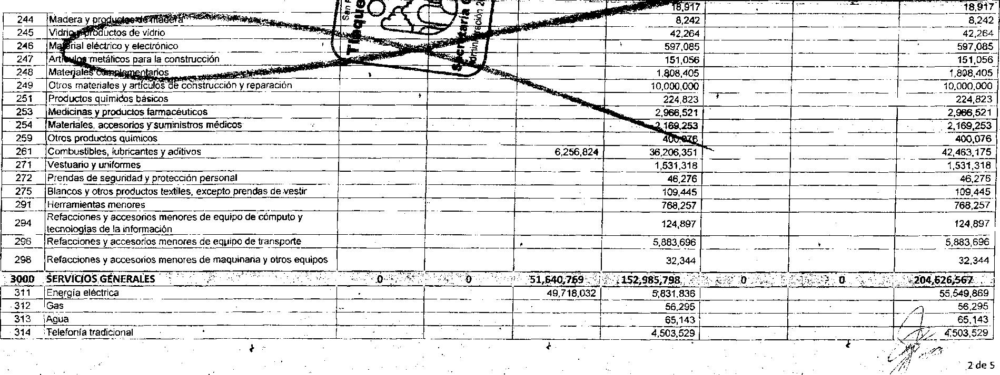 18,917 18,917
244 Madera y productos de madera 8,242 8,242
245 Vidrio y productos de vidrio 42,264 42,264
246 Material eléctrico y electrónico 597,085 597,085
247 Artículos metálicos para la construcción 151,056 151,056
248 Materiales complementarios 1,808,405 1,808,405
249 Otros materiales y artículos de construcción y reparación 10,000,000 10,000,000
251 Productos químicos básicos 224,823 224,823
253 Medicinas y productos farmacéuticos 2,966,521 2,966,521
254 Materiales, accesorios y suministros médicos 2,169,253 2,169,253
259 Otros productos químicos 400,076 400,076
261 Combustibles, lubricantes y aditivos 6,256,824 36,206,351 42,463,175
271 Vestuario y uniformes 1,531,318 1,531,318
272 Prendas de seguridad y protección personal 46,276 46,276
275 Blancos y otros productos textiles, excepto prendas de vestir 109,445 109,445
291 Herramientas menores 768,257 768,257
294 Refacciones y accesorios menores de equipo de cómputo y
tecnologías de la información 124,897 124,897
296 Refacciones y accesorios menores de equipo de transporte 5,883,696 5,883,696
298 Refacciones y accesorios menores de maquinaria y otros equipos 32,344 32,344
3000 SERVICIOS GENERALES 0 0 51,640,769 152,985,798 0 0 204,626,567
311 Energía eléctrica 49,718,032 5,831,836 55,549,869
312 Gas 56,295 56,295
313 Agua 65,143 65,143
314 Telefonía tradicional 4,503,529 4,503,529
San
Tlaque
Secretaría
Administración 20
2 de 5